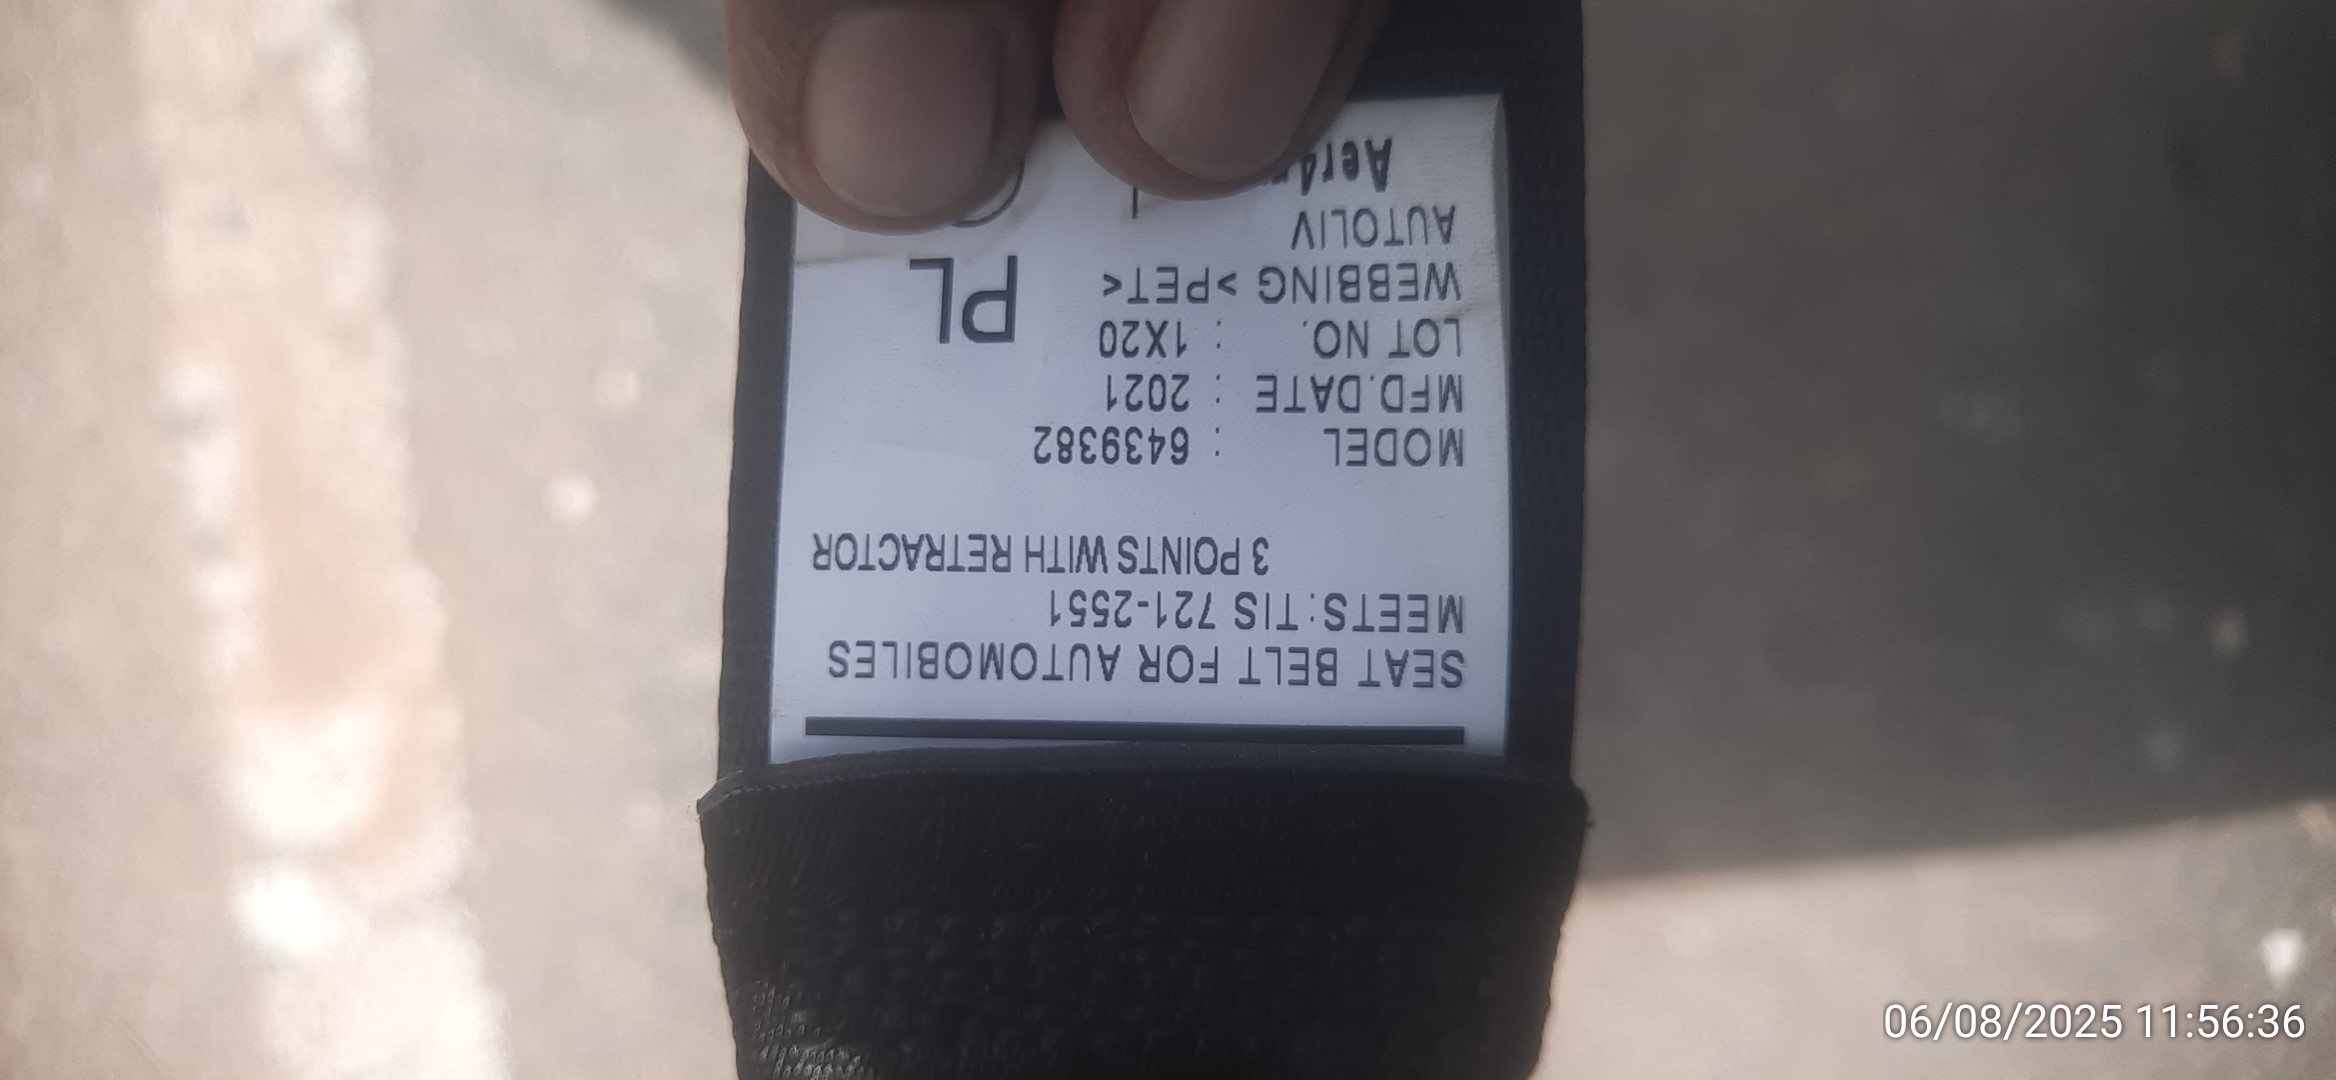 SEAT BELT FOR AUTOMOBILES
MEETS:TIS 721-2551
3 POINTS WITH RETRACTOR
MODEL : 6439382
MFD.DATE : 2021
LOT NO. : 1X20
WEBBING >PET<
PL
AUTOLIV
06/08/2025 11:56:36